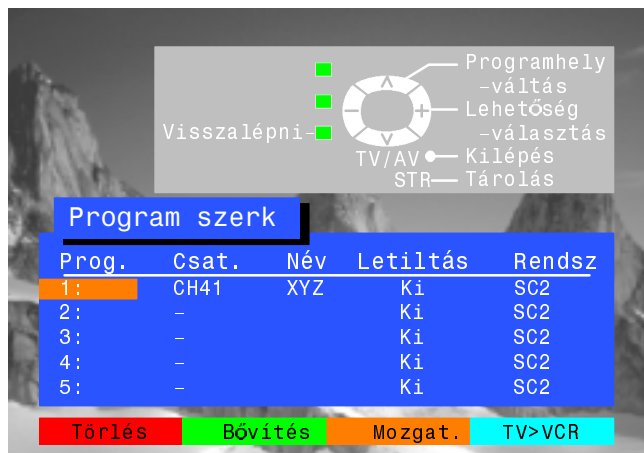 Programhely
-váltás
Lehetőség
-választás
Visszalépni
TV/AV
Kilépés
STR
Tárolás
Program szerk
Prog. Csat. Név Letiltás Rendsz
1: CH41 XYZ Ki SC2
2: - Ki SC2
3: - Ki SC2
4: - Ki SC2
5: - Ki SC2
Törlés Bővítés Mozgat. TV>VCR